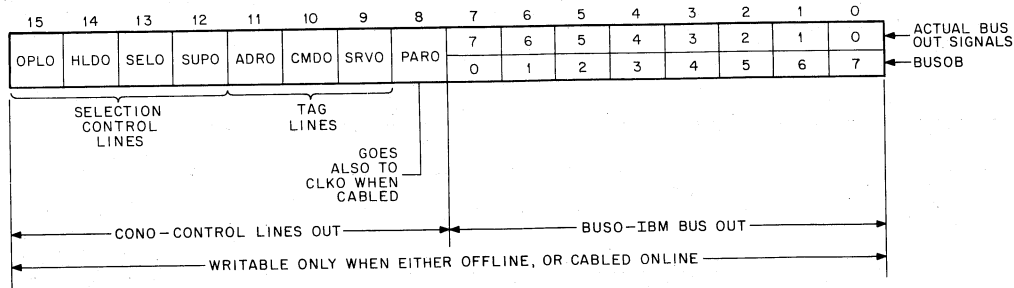 15 14 13 12 11 10 9 8 7 6 5 4 3 2 1 0
OPLO HLDO SELO SUPO ADRO CMDO SRVO PARO
7 6 5 4 3 2 1 0
ACTUAL BUS
OUT SIGNALS
0 1 2 3 4 5 6 7
BUSOB
SELECTION
CONTROL
LINES
TAG
LINES
GOES
ALSO TO
CLKO WHEN
CABLED
CONO-CONTROL LINES OUT
BUSO-IBM BUS OUT
WRITABLE ONLY WHEN EITHER OFFLINE, OR CABLED ONLINE